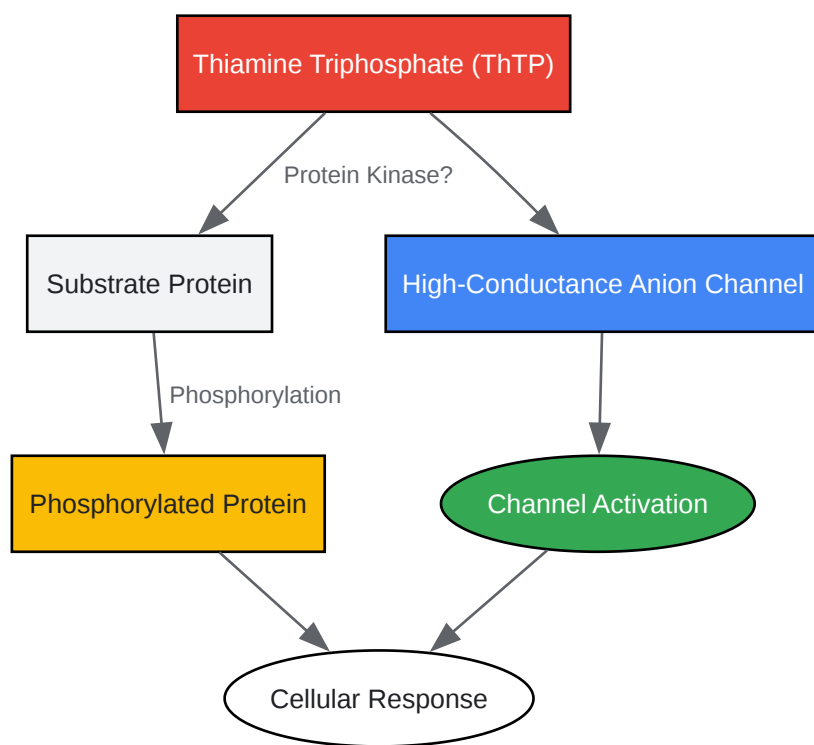 Thiamine Triphosphate (ThTP)
Protein Kinase?
Substrate Protein
High-Conductance Anion Channel
Phosphorylation
Phosphorylated Protein
Channel Activation
Cellular Response